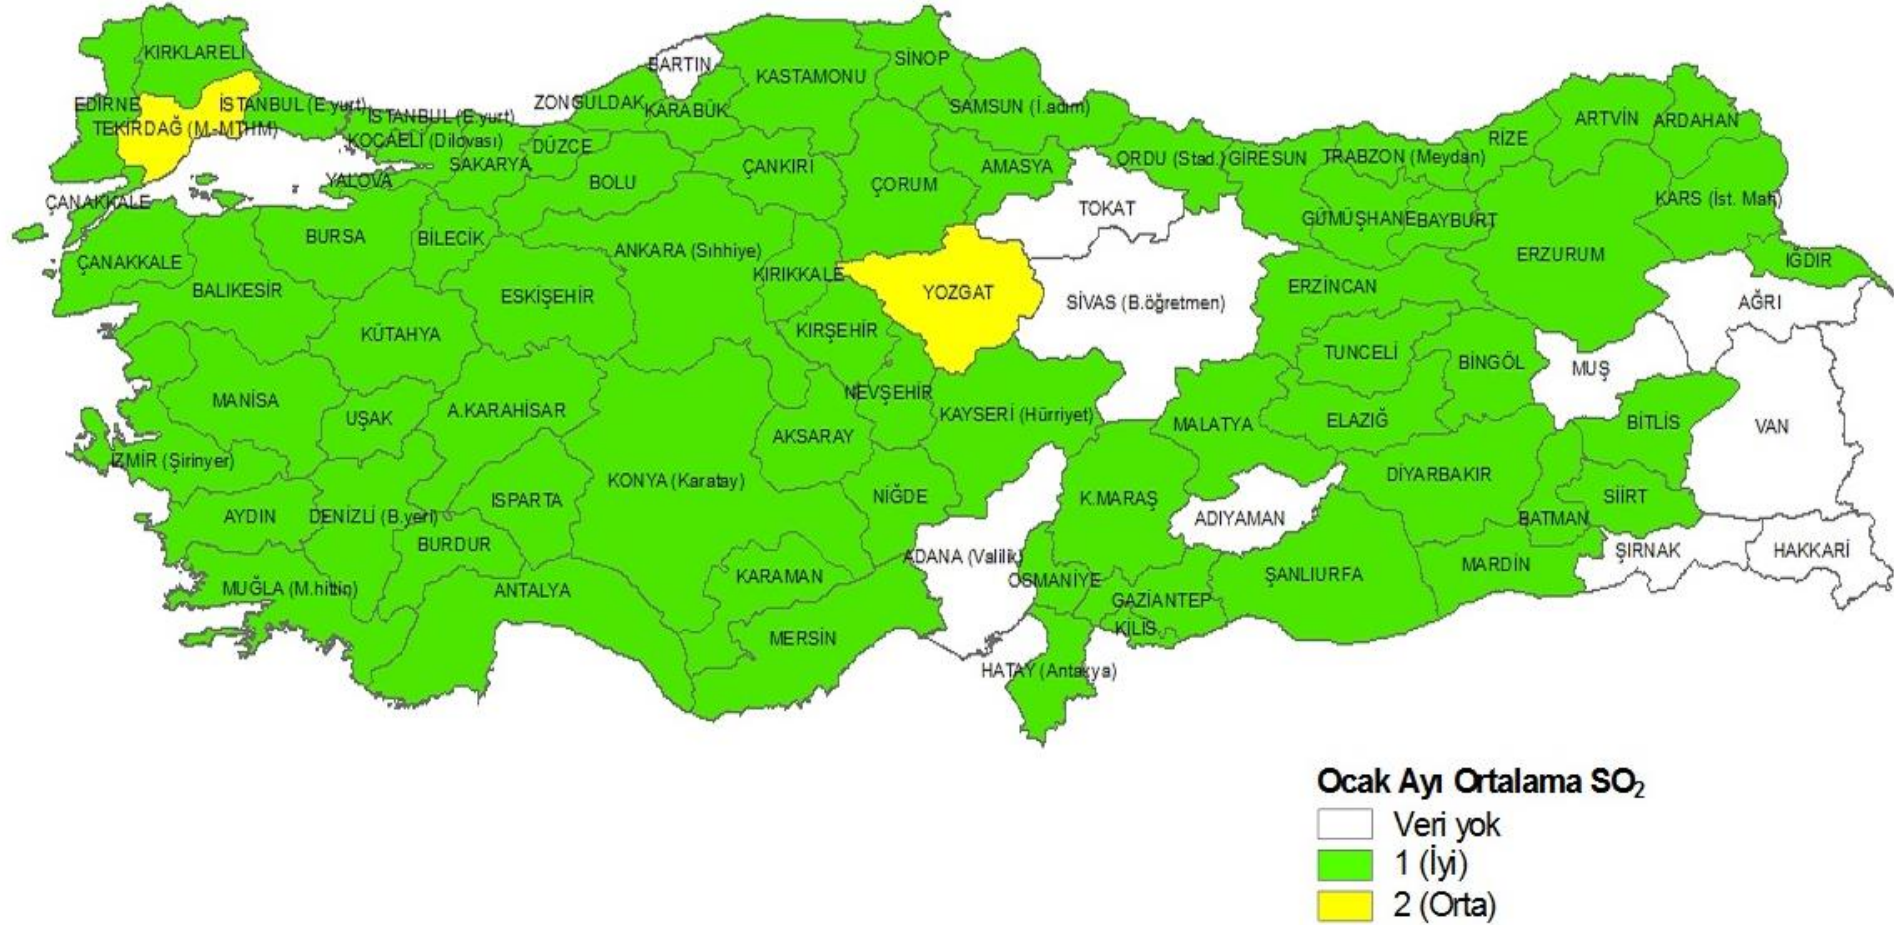 KIRKLARELİ
EDİRNE
TEKİRDAĞ (M.-MTHM)
İSTANBUL (E.yurt)
İSTANBUL (E.yurt)
KOCAELİ (Dilovası)
YALOVA
SAKARYA
DÜZCE
ZONGULDAK
BARTIN
KARABÜK
KASTAMONU
SİNOP
SAMSUN (İ.adım)
BOLU
ÇANKIRI
ÇORUM
AMASYA
TOKAT
ORDU (Stad.)
GİRESUN
TRABZON (Meydan)
RİZE
ARTVİN
ARDAHAN
KARS (İst. Mah)
GÜMÜŞHANE
BAYBURT
ERZURUM
IĞDIR
AĞRI
ÇANAKKALE
ÇANAKKALE
BALIKESİR
BURSA
BİLECİK
ESKİŞEHİR
ANKARA (Sıhhiye)
KIRIKKALE
YOZGAT
SİVAS (B.öğretmen)
ERZİNCAN
KÜTAHYA
KIRŞEHİR
NEVŞEHİR
KAYSERİ (Hürriyet)
TUNCELİ
BİNGÖL
MUŞ
MANİSA
UŞAK
A.KARAHİSAR
AKSARAY
MALATYA
ELAZIĞ
BİTLİS
VAN
İZMİR (Şirinyer)
AYDIN
DENİZLİ (B.yeri)
ISPARTA
KONYA (Karatay)
NİĞDE
K.MARAŞ
ADIYAMAN
DİYARBAKIR
BATMAN
SİİRT
ŞIRNAK
HAKKARİ
MUĞLA (M.hittin)
BURDUR
ANTALYA
KARAMAN
MERSİN
ADANA (Valilik)
OSMANİYE
GAZİANTEP
KİLİS
ŞANLIURFA
MARDİN
HATAY (Antakya)
Ocak Ayı Ortalama SO₂
Veri yok
1 (İyi)
2 (Orta)